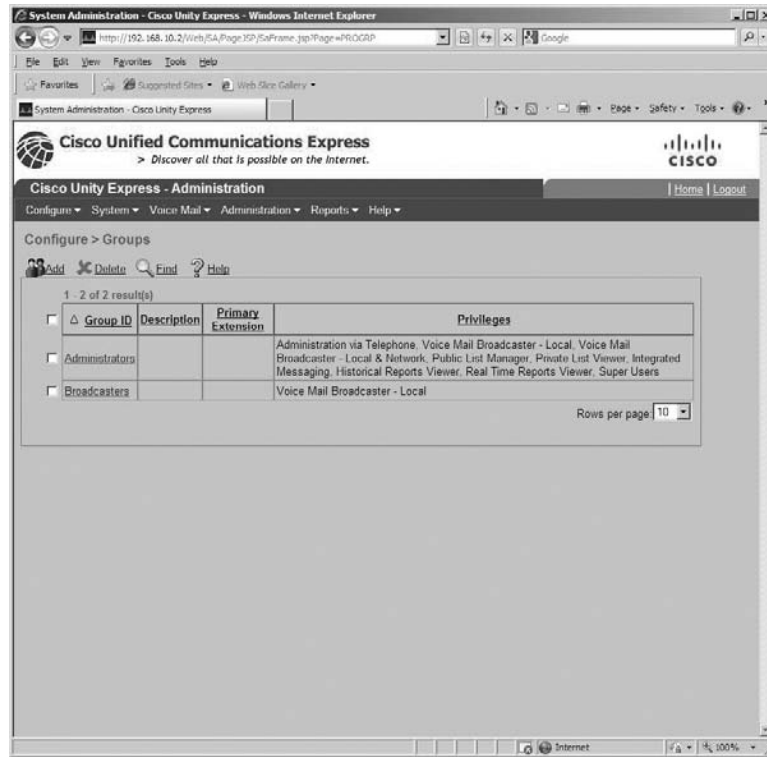 System Administration - Cisco Unity Express - Windows Internet Explorer
http://192.168.10.2/Web/SA/PageJSP/SaFrame.jsp?Page=PROGRP
Google
File Edit View Favorites Tools Help
Favorites Suggested Sites Web Slice Gallery
System Administration - Cisco Unity Express
Page Safety Tools
Cisco Unified Communications Express
> Discover all that is possible on the Internet.
CISCO
Cisco Unity Express - Administration
| Home | Logout
Configure System Voice Mail Administration Reports Help
Configure > Groups
Add Delete Find Help
1 - 2 of 2 result(s)
Group ID Description Primary Extension Privileges
Administrators Administration via Telephone, Voice Mail Broadcaster - Local, Voice Mail
Broadcaster - Local & Network, Public List Manager, Private List Viewer, Integrated
Messaging, Historical Reports Viewer, Real Time Reports Viewer, Super Users
Broadcasters Voice Mail Broadcaster - Local
Rows per page: 10
Internet 100%